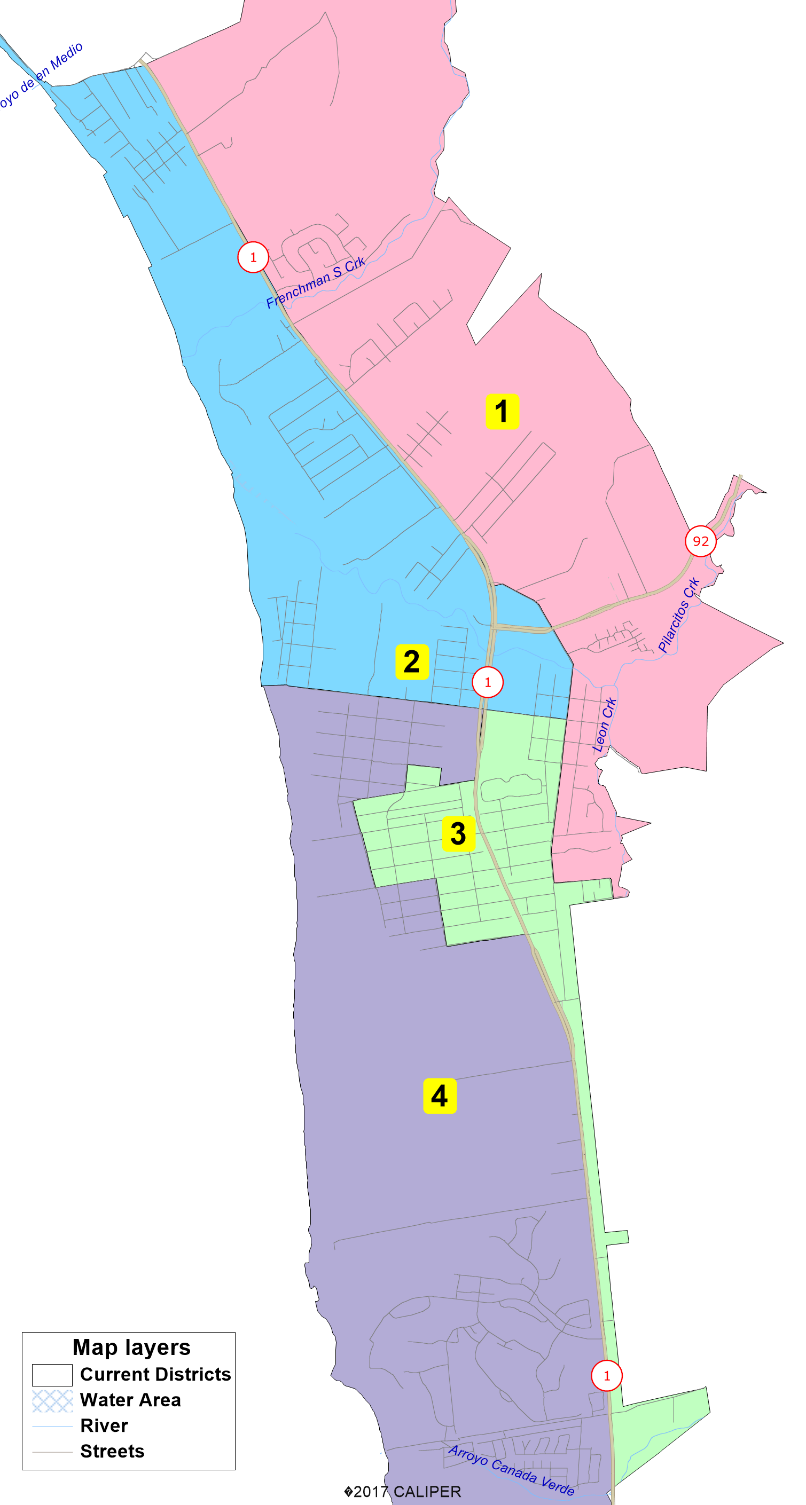 oyo de en Medio
1
Frenchman S Crk
1
92
Pilarcitos Crk
2
1
Leon Crk
3
4
Map layers
Current Districts
Water Area
River
Streets
1
Arroyo Canada Verde
�2017 CALIPER